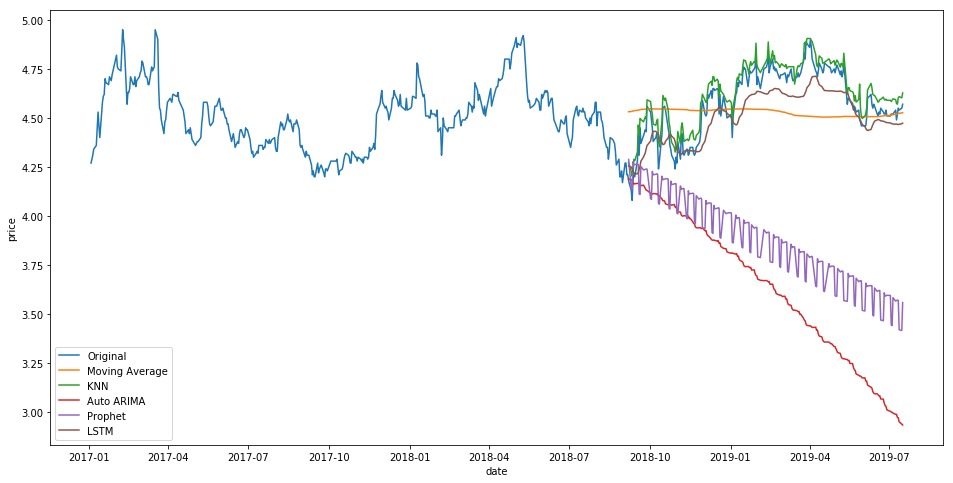 5.00
4.75
4.50
4.25
4.00
3.75
3.50
3.25
3.00
price
Original
Moving Average
KNN
Auto ARIMA
Prophet
LSTM
2017-01 2017-04 2017-07 2017-10 2018-01 2018-04 2018-07 2018-10 2019-01 2019-04 2019-07
date